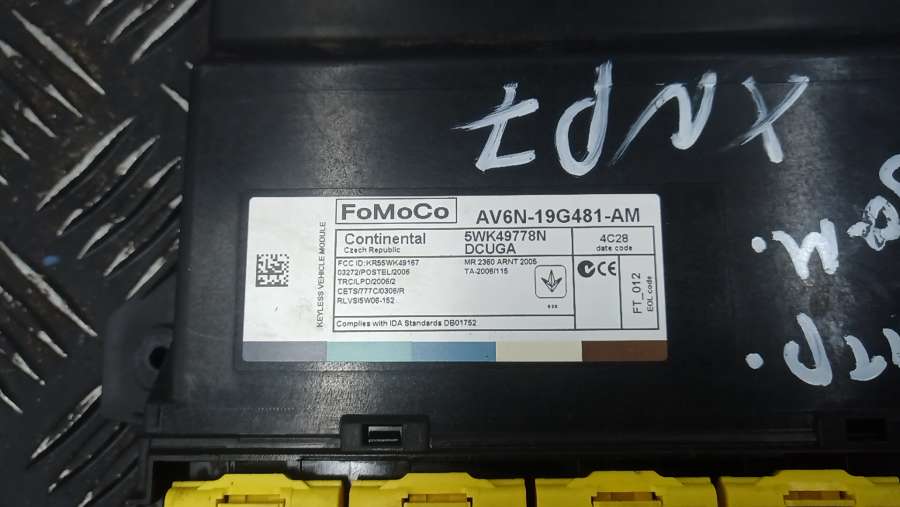 FoMoCo AV6N-19G481-AM
Continental 5WK49778N 4C28
Czech Republic DCUGA date code
KEYLESS VEHICLE MODULE
FCC ID:KR55WK49167 MR 2360 ARNT 2005
03272/POSTEL/2006 TA-2006/115
TRC/LPD/2006/2
CETS/777C/0306/R
RLVSI5W06-152
Complies with IDA Standards DB01752
CE
FT_012
EOL code